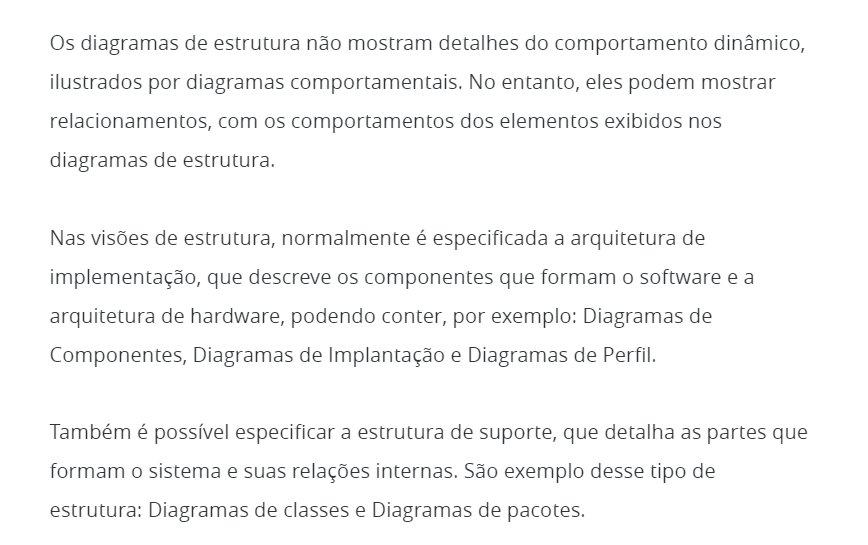 Os diagramas de estrutura não mostram detalhes do comportamento dinâmico,
ilustrados por diagramas comportamentais. No entanto, eles podem mostrar
relacionamentos, com os comportamentos dos elementos exibidos nos
diagramas de estrutura.
Nas visões de estrutura, normalmente é especificada a arquitetura de
implementação, que descreve os componentes que formam o software e a
arquitetura de hardware, podendo conter, por exemplo: Diagramas de
Componentes, Diagramas de Implantação e Diagramas de Perfil.
Também é possível especificar a estrutura de suporte, que detalha as partes que
formam o sistema e suas relações internas. São exemplo desse tipo de
estrutura: Diagramas de classes e Diagramas de pacotes.